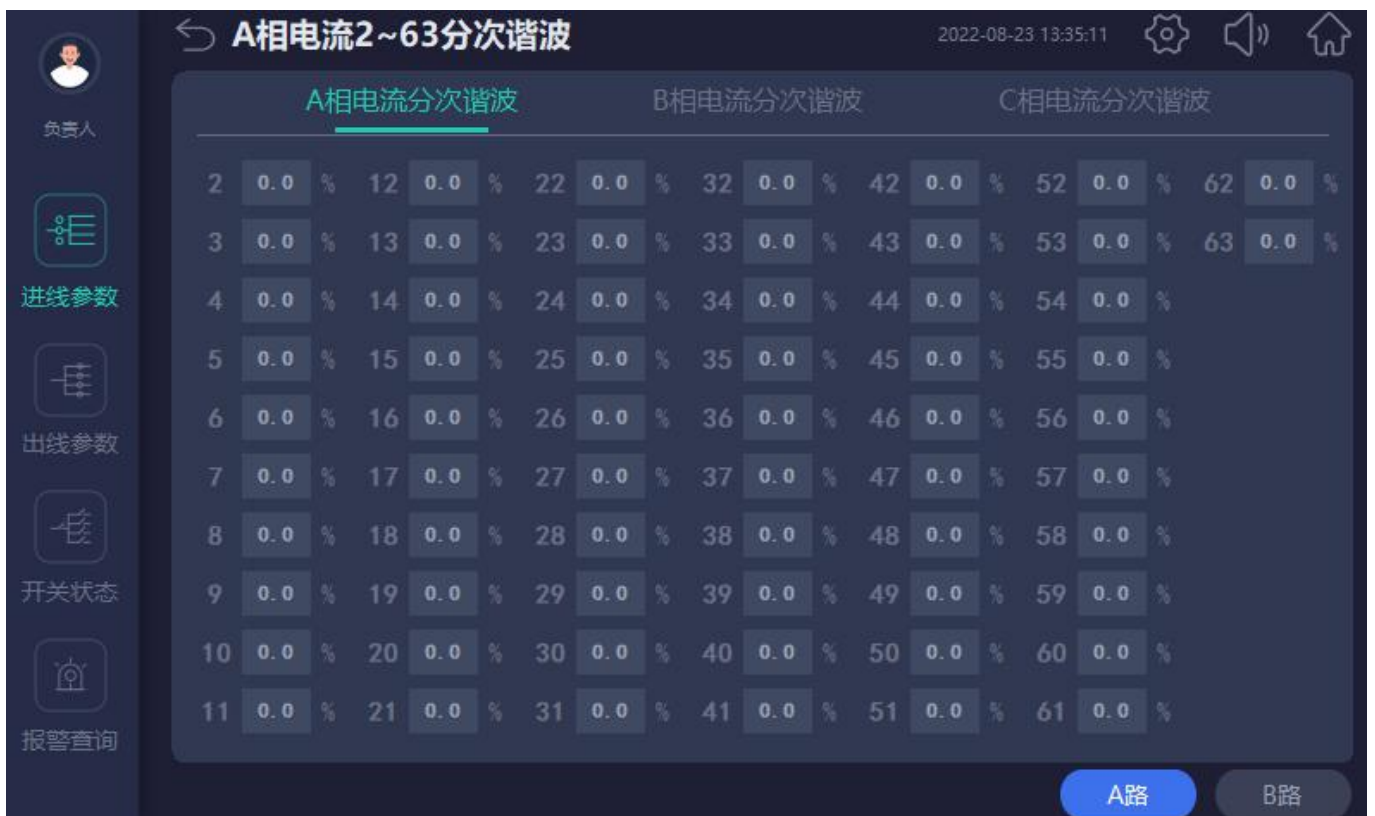 A相电流2~63分次谐波
2022-08-23 13:35:11
负责人
A相电流分次谐波 B相电流分次谐波 C相电流分次谐波
2 0.0 % 12 0.0 % 22 0.0 % 32 0.0 % 42 0.0 % 52 0.0 % 62 0.0 %
3 0.0 % 13 0.0 % 23 0.0 % 33 0.0 % 43 0.0 % 53 0.0 % 63 0.0 %
进线参数
4 0.0 % 14 0.0 % 24 0.0 % 34 0.0 % 44 0.0 % 54 0.0 %
5 0.0 % 15 0.0 % 25 0.0 % 35 0.0 % 45 0.0 % 55 0.0 %
6 0.0 % 16 0.0 % 26 0.0 % 36 0.0 % 46 0.0 % 56 0.0 %
出线参数
7 0.0 % 17 0.0 % 27 0.0 % 37 0.0 % 47 0.0 % 57 0.0 %
8 0.0 % 18 0.0 % 28 0.0 % 38 0.0 % 48 0.0 % 58 0.0 %
开关状态
9 0.0 % 19 0.0 % 29 0.0 % 39 0.0 % 49 0.0 % 59 0.0 %
10 0.0 % 20 0.0 % 30 0.0 % 40 0.0 % 50 0.0 % 60 0.0 %
11 0.0 % 21 0.0 % 31 0.0 % 41 0.0 % 51 0.0 % 61 0.0 %
报警查询
A路 B路